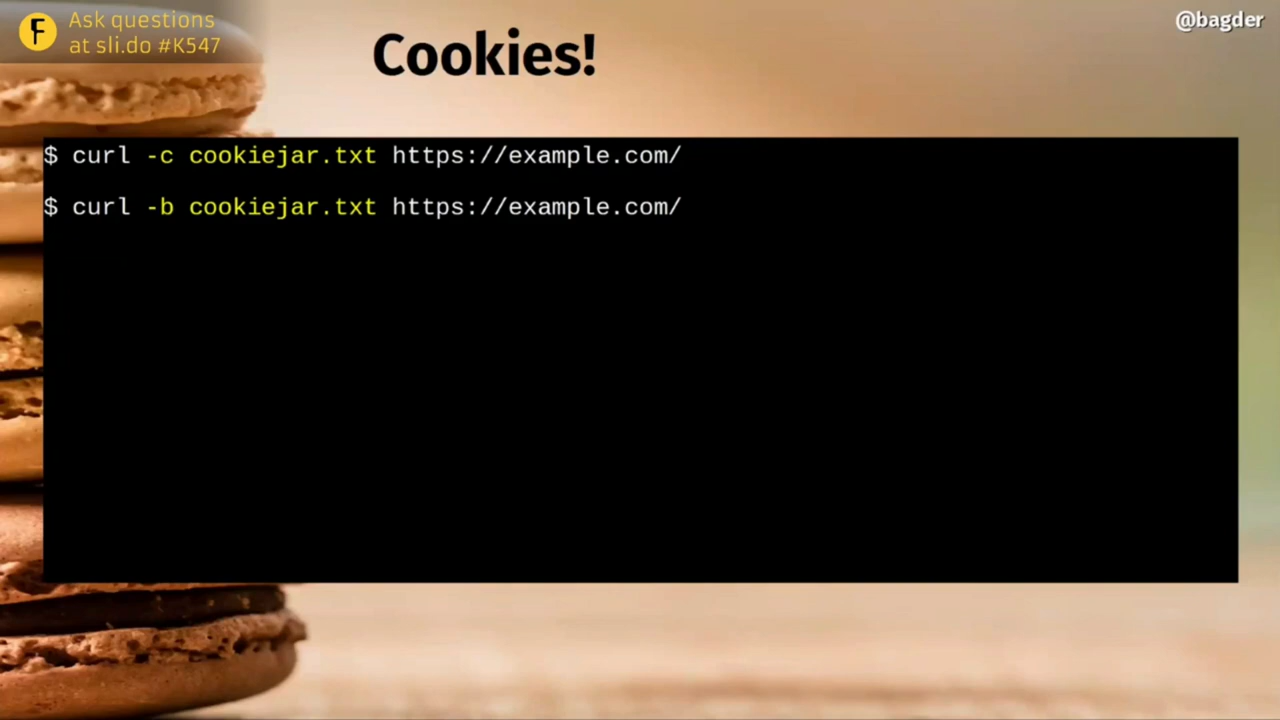 F
Ask questions
at sli.do #K547
@bagder
Cookies!
$ curl -c cookiejar.txt https://example.com/
$ curl -b cookiejar.txt https://example.com/